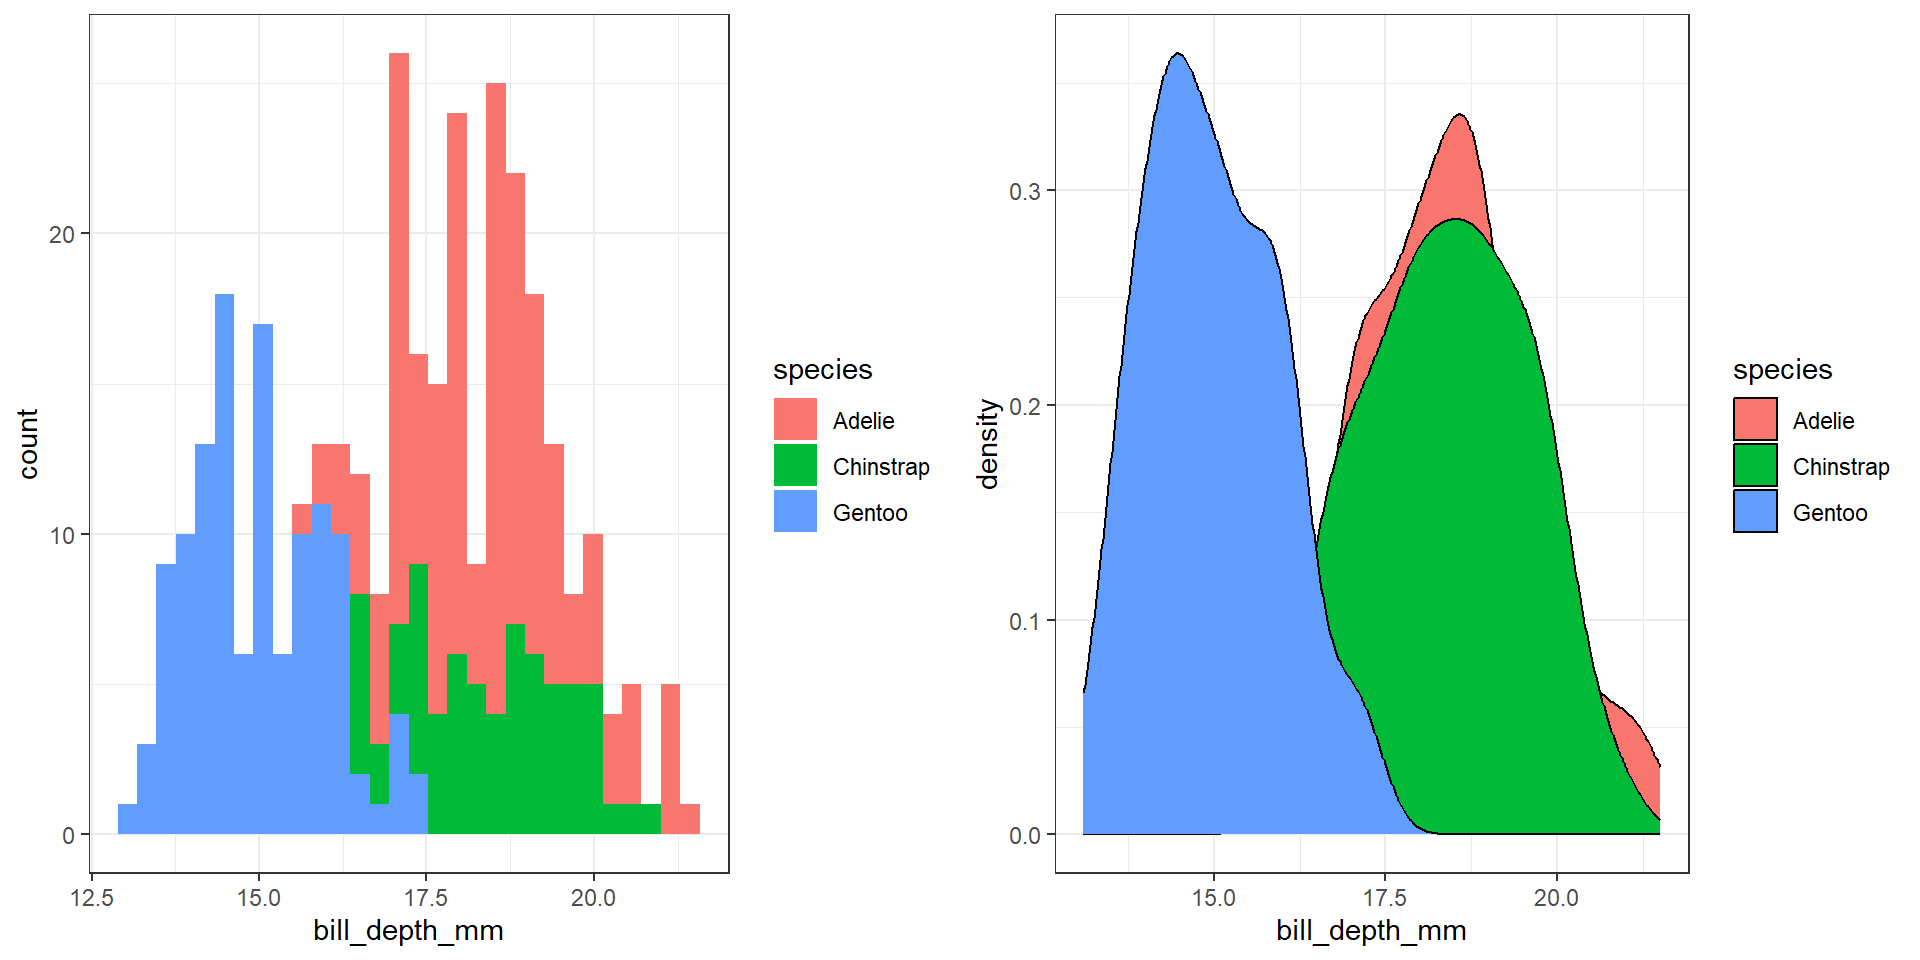 count
20
10
0
12.5 15.0 17.5 20.0
bill_depth_mm
species
Adelie
Chinstrap
Gentoo
density
0.3
0.2
0.1
0.0
15.0 17.5 20.0
bill_depth_mm
species
Adelie
Chinstrap
Gentoo